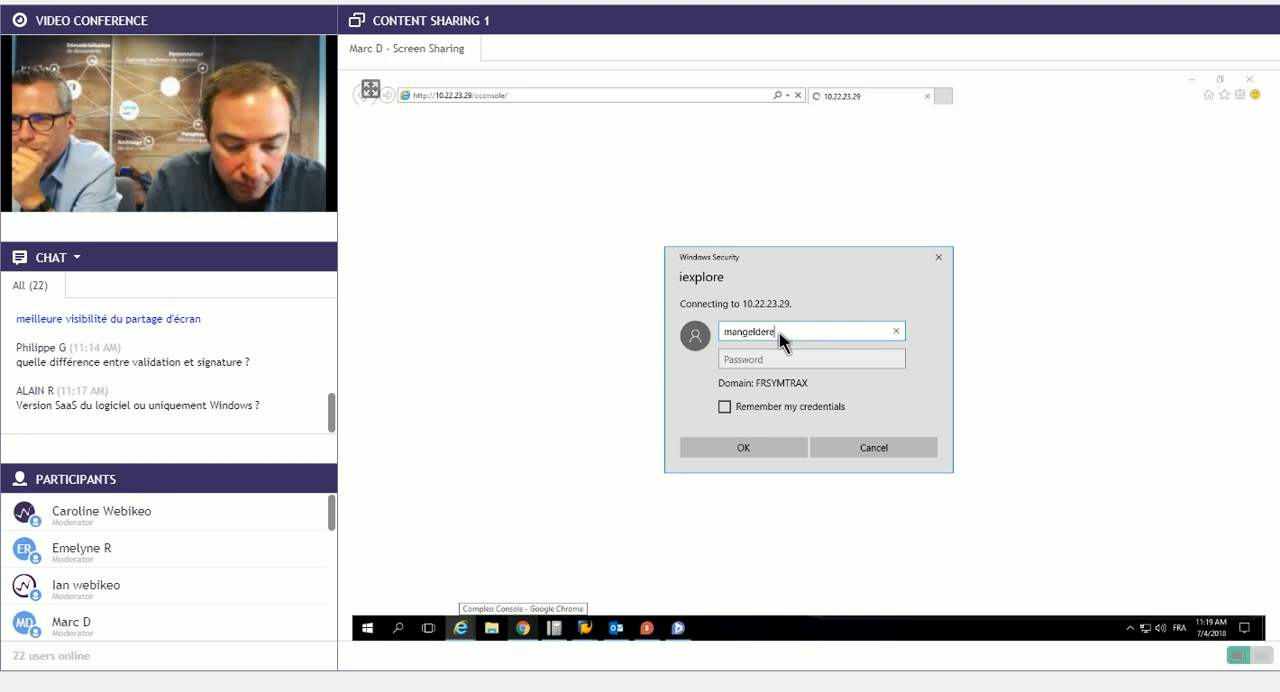 VIDEO CONFERENCE
CONTENT SHARING 1
Marc D - Screen Sharing
http://10.22.23.29/cconsole/
10.22.23.29
Dématérialisation
de documents
CHAT
All (22)
meilleure visibilité du partage d'écran
Philippe G (11:14 AM)
quelle différence entre validation et signature ?
ALAIN R (11:17 AM)
Version SaaS du logiciel ou uniquement Windows ?
PARTICIPANTS
Caroline Webikeo
Moderator
ER
Emelyne R
Moderator
Ian webikeo
Moderator
MD
Marc D
Moderator
22 users online
Windows Security
iexplore
Connecting to 10.22.23.29.
mangeldere
Password
Domain: FRSYMTRAX
Remember my credentials
OK
Cancel
Compleo Console - Google Chrome
FRA
11:19 AM
7/4/2018